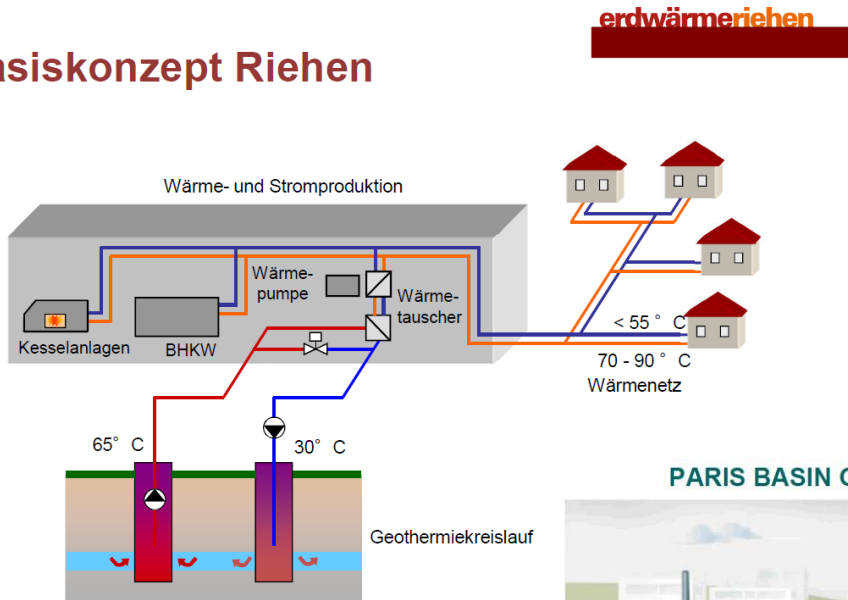 erdwärmeriehen
asiskonzept Riehen
Wärme- und Stromproduktion
Wärme-
pumpe
Wärme-
tauscher
Kesselanlagen
BHKW
< 55 ° C
70 - 90 ° C
Wärmenetz
65° C
30° C
Geothermiekreislauf
PARIS BASIN